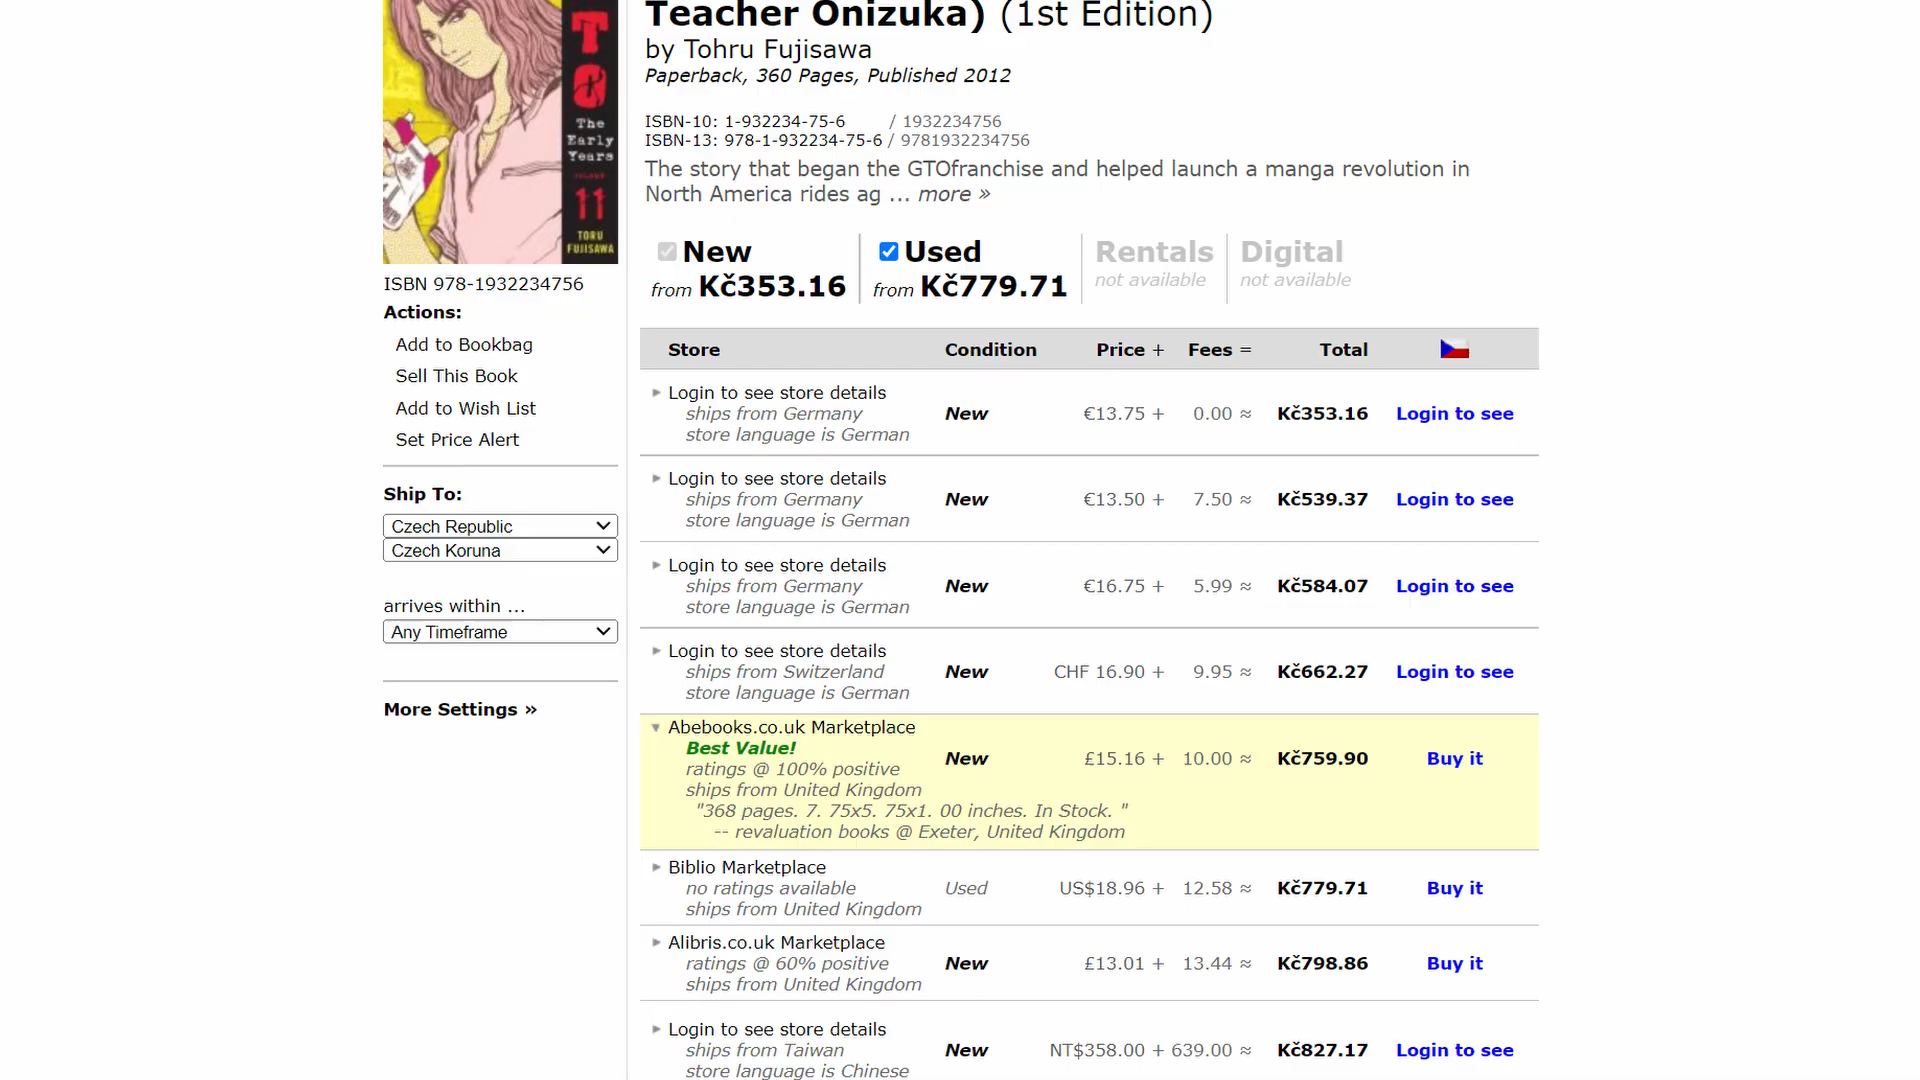 Teacher Onizuka) (1st Edition)
by Tohru Fujisawa
Paperback, 360 Pages, Published 2012
ISBN-10: 1-932234-75-6 / 1932234756
ISBN-13: 978-1-932234-75-6 / 9781932234756
The story that began the GTOfranchise and helped launch a manga revolution in
North America rides ag ... more »
T
O
The
Early
Years
VOLUME
11
TORU
FUJISAWA
ISBN 978-1932234756
Actions:
Add to Bookbag
Sell This Book
Add to Wish List
Set Price Alert
Ship To:
Czech Republic
Czech Koruna
arrives within ...
Any Timeframe
More Settings »
New
from Kč353.16
Used
from Kč779.71
Rentals
not available
Digital
not available
Store Condition Price + Fees = Total
Login to see store details
ships from Germany New €13.75 + 0.00 ≈ Kč353.16 Login to see
store language is German
Login to see store details
ships from Germany New €13.50 + 7.50 ≈ Kč539.37 Login to see
store language is German
Login to see store details
ships from Germany New €16.75 + 5.99 ≈ Kč584.07 Login to see
store language is German
Login to see store details
ships from Switzerland New CHF 16.90 + 9.95 ≈ Kč662.27 Login to see
store language is German
Abebooks.co.uk Marketplace
Best Value! New £15.16 + 10.00 ≈ Kč759.90 Buy it
ratings @ 100% positive
ships from United Kingdom
"368 pages. 7. 75x5. 75x1. 00 inches. In Stock. "
-- revaluation books @ Exeter, United Kingdom
Biblio Marketplace
no ratings available Used US$18.96 + 12.58 ≈ Kč779.71 Buy it
ships from United Kingdom
Alibris.co.uk Marketplace
ratings @ 60% positive New £13.01 + 13.44 ≈ Kč798.86 Buy it
ships from United Kingdom
Login to see store details
ships from Taiwan New NT$358.00 + 639.00 ≈ Kč827.17 Login to see
store language is Chinese